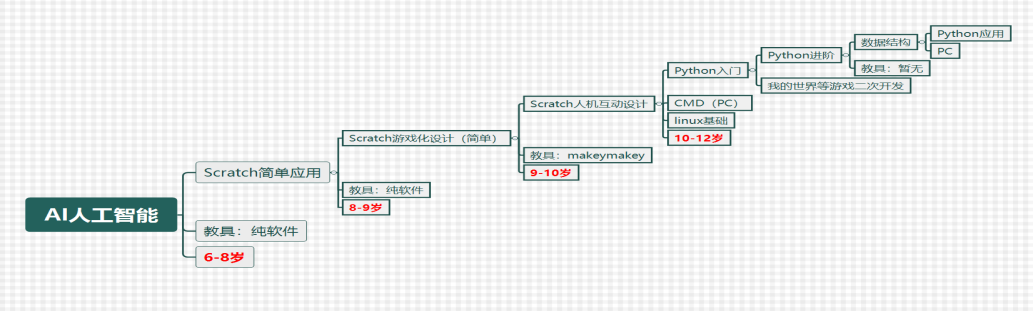 AI人工智能
Scratch简单应用
教具：纯软件
6-8岁
Scratch游戏化设计（简单）
教具：纯软件
8-9岁
Scratch人机互动设计
教具：makeymakey
9-10岁
Python入门
CMD（PC）
linux基础
10-12岁
Python进阶
我的世界等游戏二次开发
数据结构
教具：暂无
Python应用
PC